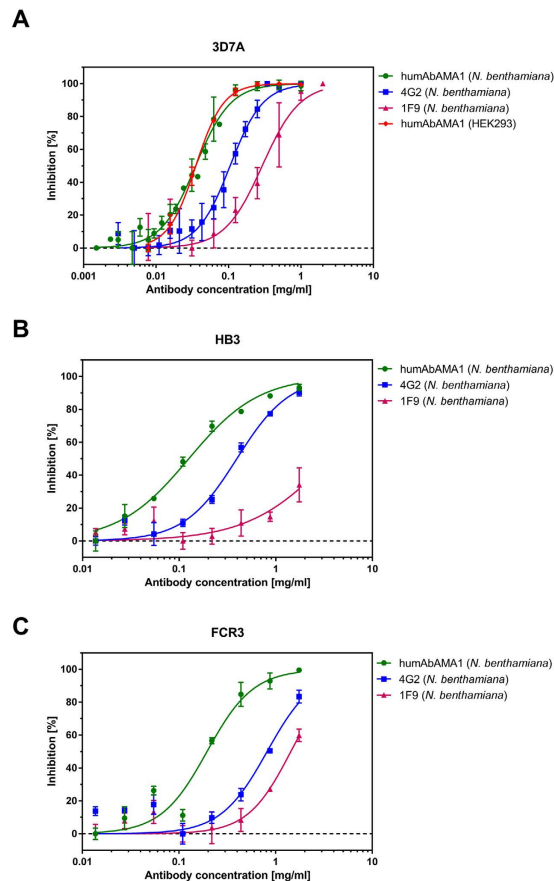 A
3D7A
Inhibition [%]
100
80
60
40
20
0
0.001
0.01
0.1
1
10
Antibody concentration [mg/ml]
humAbAMA1 (N. benthamiana)
4G2 (N. benthamiana)
1F9 (N. benthamiana)
humAbAMA1 (HEK293)
B
HB3
Inhibition [%]
100
80
60
40
20
0
0.01
0.1
1
10
Antibody concentration [mg/ml]
humAbAMA1 (N. benthamiana)
4G2 (N. benthamiana)
1F9 (N. benthamiana)
C
FCR3
Inhibition [%]
100
80
60
40
20
0
0.01
0.1
1
10
Antibody concentration [mg/ml]
humAbAMA1 (N. benthamiana)
4G2 (N. benthamiana)
1F9 (N. benthamiana)